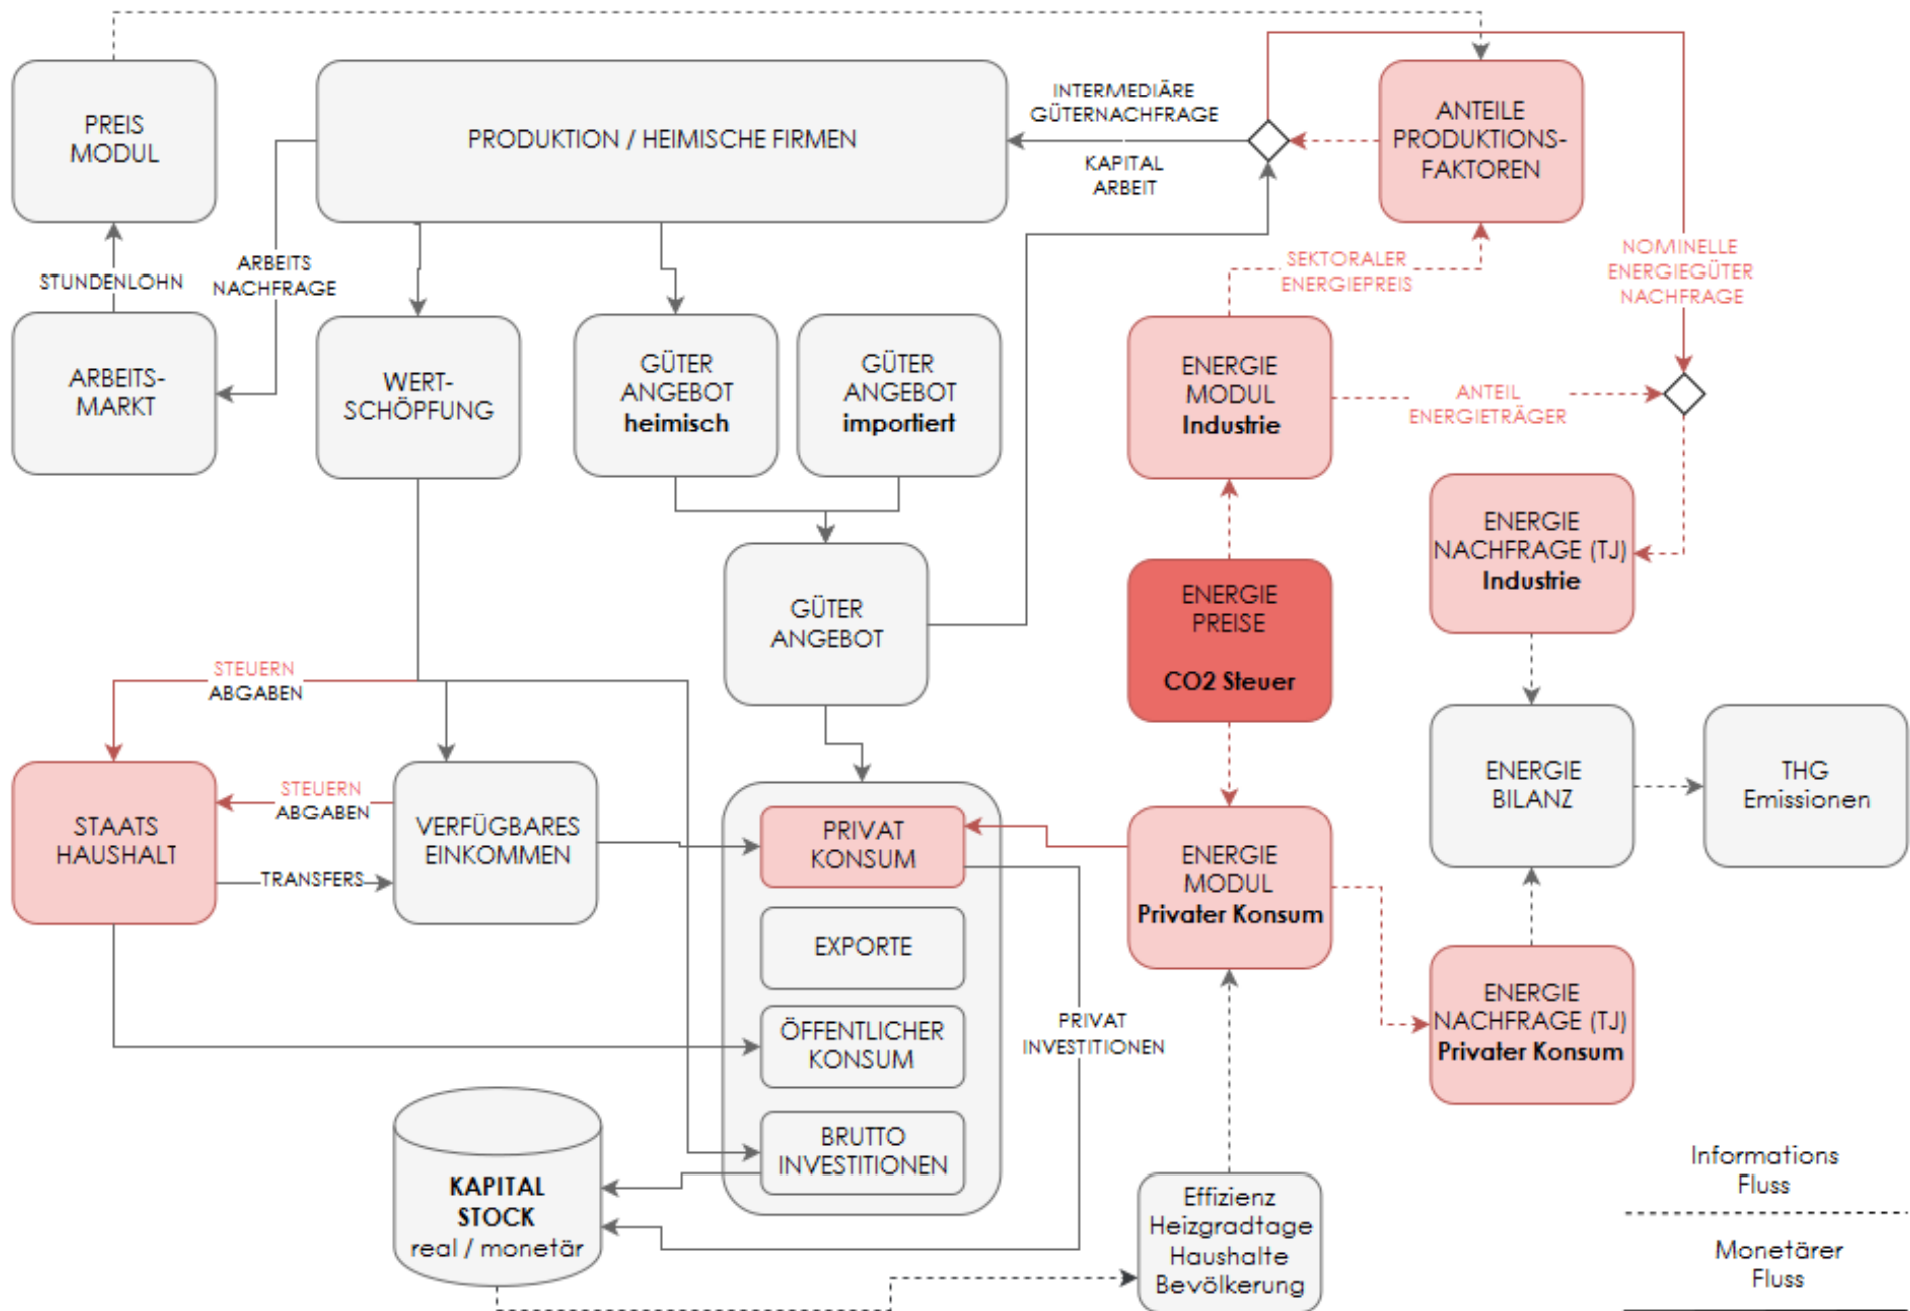 PREIS
MODUL
PRODUKTION / HEIMISCHE FIRMEN
INTERMEDIÄRE
GÜTERNACHFRAGE
KAPITAL
ARBEIT
ANTEILE
PRODUKTIONS-
FAKTOREN
STUNDENLOHN
ARBEITS
NACHFRAGE
SEKTORALER
ENERGIEPREIS
NOMINELLE
ENERGIEGÜTER
NACHFRAGE
ARBEITS-
MARKT
WERT-
SCHÖPFUNG
GÜTER
ANGEBOT
heimisch
GÜTER
ANGEBOT
importiert
ENERGIE
MODUL
Industrie
ANTEIL
ENERGIETRÄGER
ENERGIE
NACHFRAGE (TJ)
Industrie
GÜTER
ANGEBOT
ENERGIE
PREISE
CO2 Steuer
STEUERN
ABGABEN
STAATS
HAUSHALT
STEUERN
ABGABEN
TRANSFERS
VERFÜGBARES
EINKOMMEN
PRIVAT
KONSUM
EXPORTE
ÖFFENTLICHER
KONSUM
BRUTTO
INVESTITIONEN
PRIVAT
INVESTITIONEN
ENERGIE
MODUL
Privater Konsum
ENERGIE
BILANZ
THG
Emissionen
ENERGIE
NACHFRAGE (TJ)
Privater Konsum
KAPITAL
STOCK
real / monetär
Effizienz
Heizgradtage
Haushalte
Bevölkerung
Informations
Fluss
Monetärer
Fluss